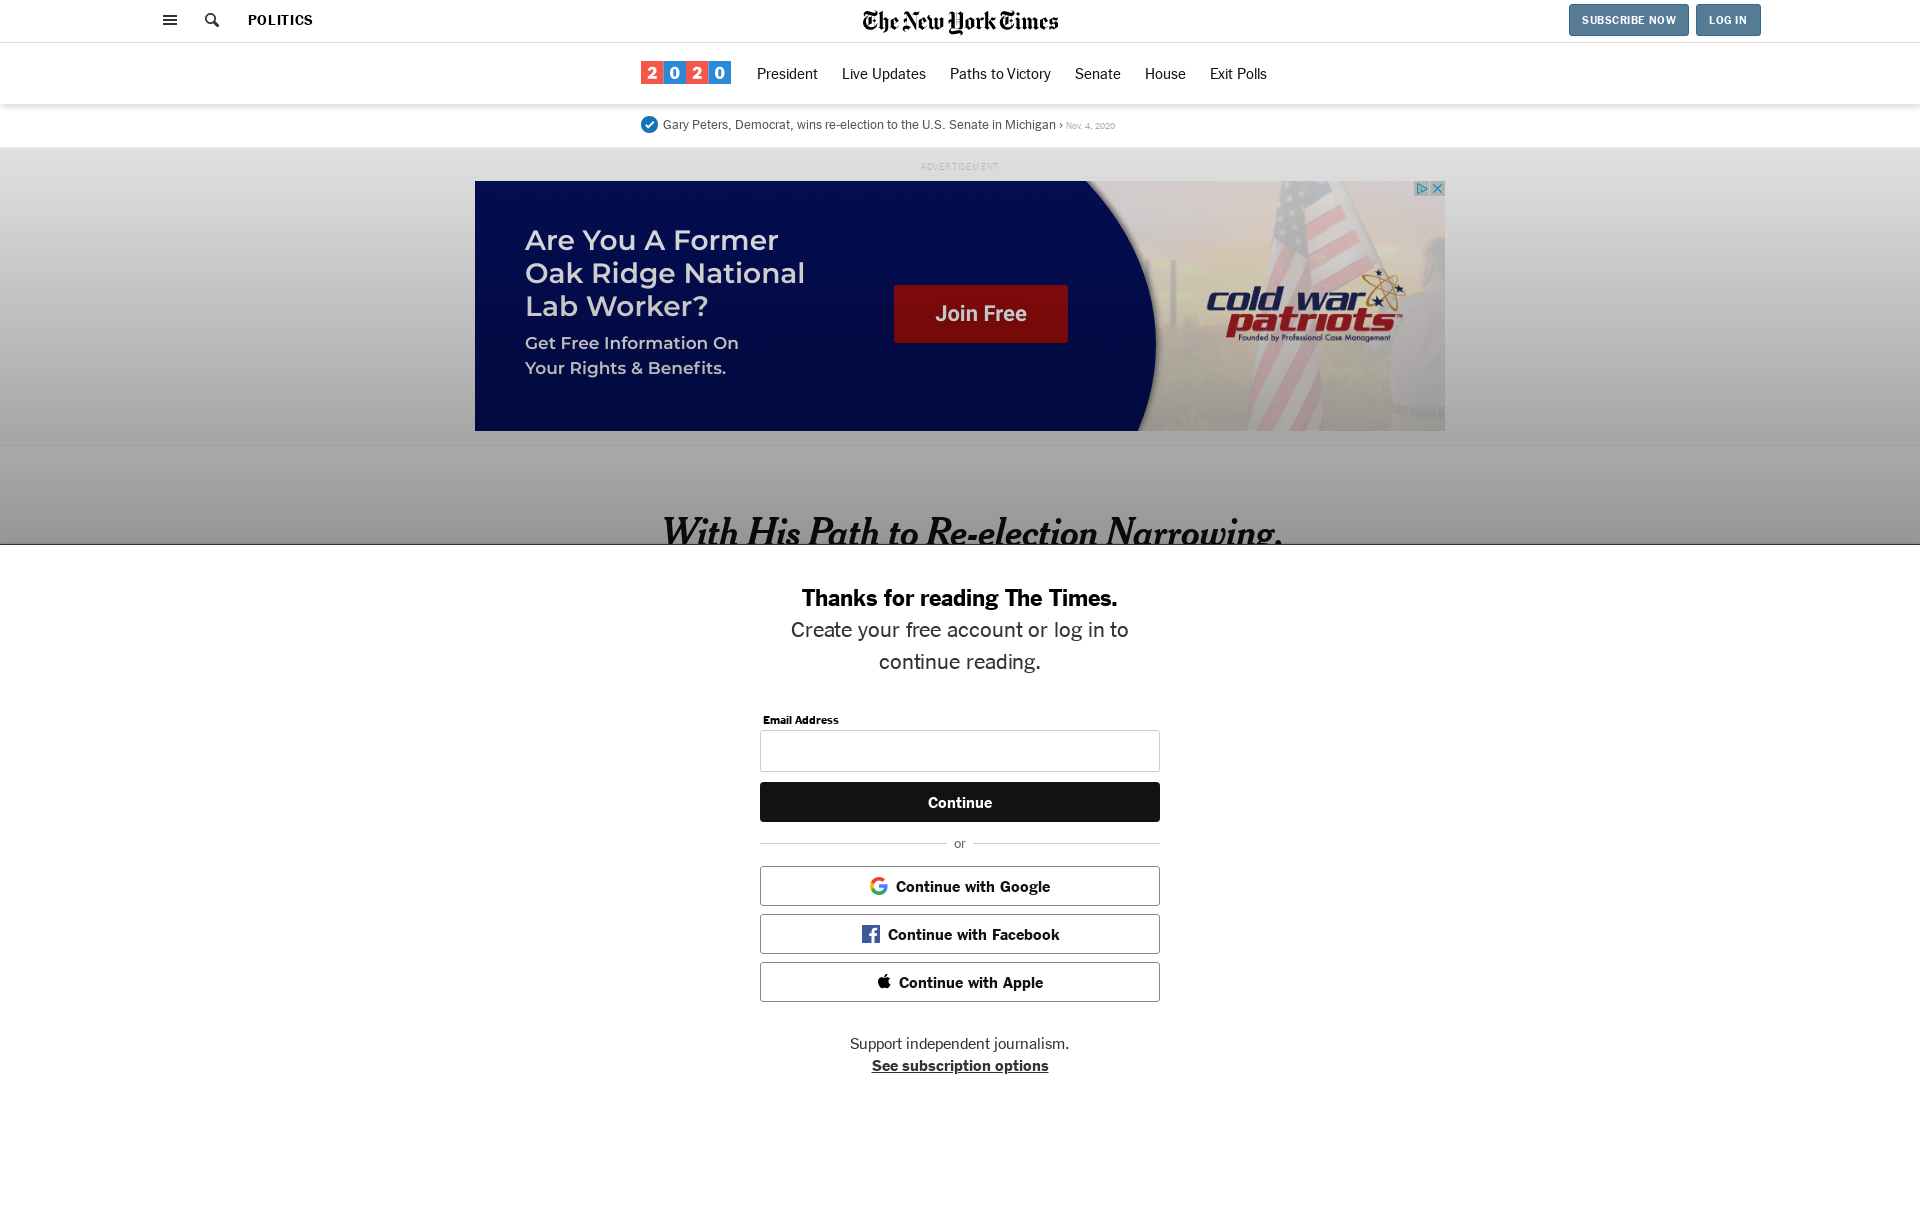 POLITICS
The New York Times
SUBSCRIBE NOW
LOG IN
2020
President
Live Updates
Paths to Victory
Senate
House
Exit Polls
Gary Peters, Democrat, wins re-election to the U.S. Senate in Michigan › Nov. 4, 2020
ADVERTISEMENT
Are You A Former
Oak Ridge National
Lab Worker?
Get Free Information On
Your Rights & Benefits.
Join Free
cold war
patriots™
Founded by Professional Case Management
With His Path to Re-election Narrowing,
Thanks for reading The Times.
Create your free account or log in to
continue reading.
Email Address
Continue
or
Continue with Google
Continue with Facebook
Continue with Apple
Support independent journalism.
See subscription options